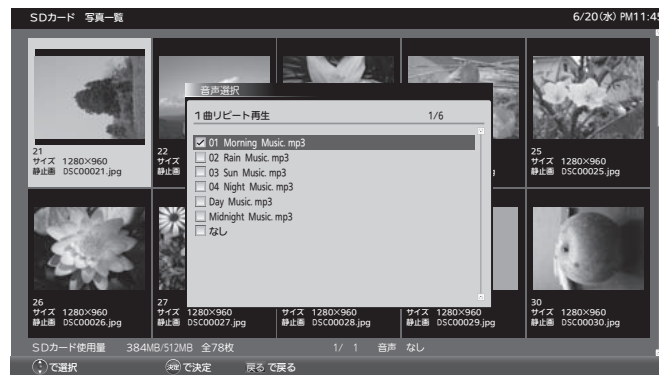 SDカード 写真一覧 6/20(水) PM11:45
音声選択
1曲リピート再生 1/6
01 Morning Music.mp3
02 Rain Music.mp3
03 Sun Music.mp3
04 Night Music.mp3
Day Music.mp3
Midnight Music.mp3
なし
21
サイズ 1280×960
静止画 DSC00021.jpg
22
サイズ
静止画
25
サイズ 1280×960
静止画 DSC00025.jpg
26
サイズ 1280×960
静止画 DSC00026.jpg
27
サイズ 1280×960
静止画 DSC00027.jpg
サイズ 1280×960
静止画 DSC00028.jpg
サイズ 1280×960
静止画 DSC00029.jpg
30
サイズ 1280×960
静止画 DSC00030.jpg
SDカード使用量 384MB/512MB 全78枚 1/ 1 音声 なし
で選択 決定 で決定 戻る で戻る